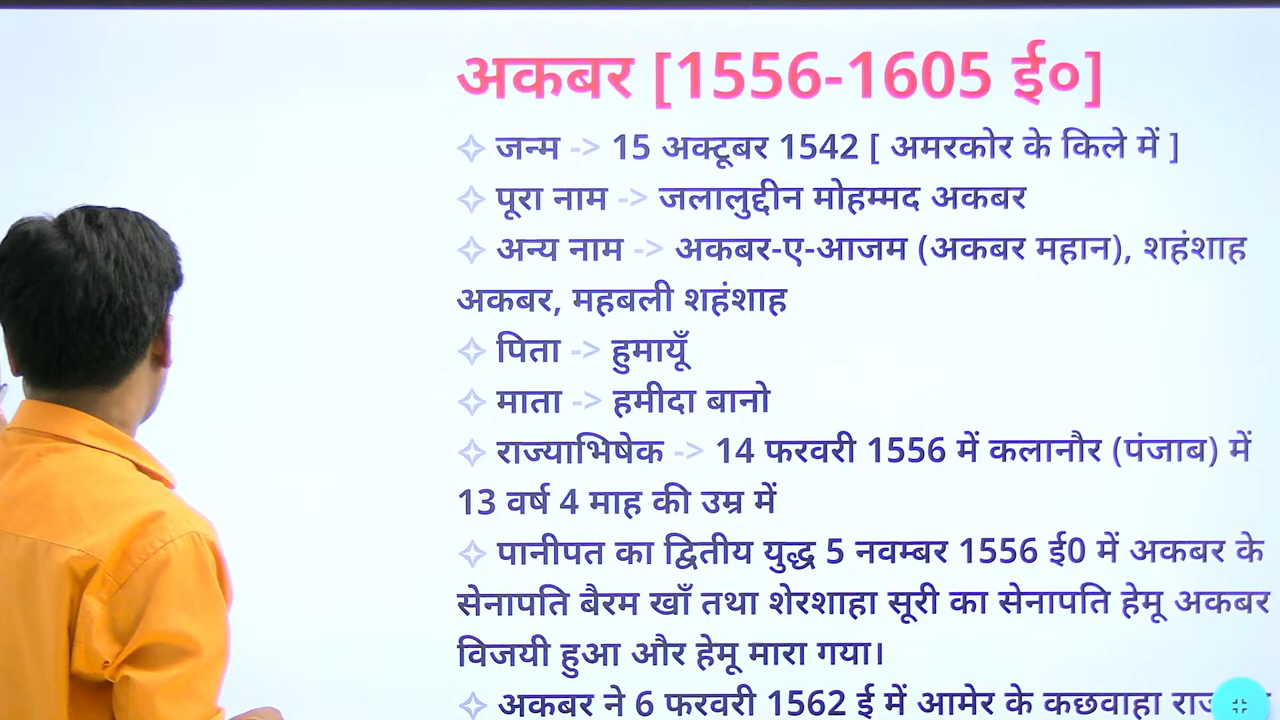 अकबर [1556-1605 ई०]
✧ जन्म -> 15 अक्टूबर 1542 [ अमरकोर के किले में ]
✧ पूरा नाम -> जलालुद्दीन मोहम्मद अकबर
✧ अन्य नाम -> अकबर-ए-आजम (अकबर महान), शहंशाह
अकबर, महबली शहंशाह
✧ पिता -> हुमायूँ
✧ माता -> हमीदा बानो
✧ राज्याभिषेक -> 14 फरवरी 1556 में कलानौर (पंजाब) में
13 वर्ष 4 माह की उम्र में
✧ पानीपत का द्वितीय युद्ध 5 नवम्बर 1556 ई0 में अकबर के
सेनापति बैरम खाँ तथा शेरशाहा सूरी का सेनापति हेमू अकबर
विजयी हुआ और हेमू मारा गया।
✧ अकबर ने 6 फरवरी 1562 ई में आमेर के कछवाहा